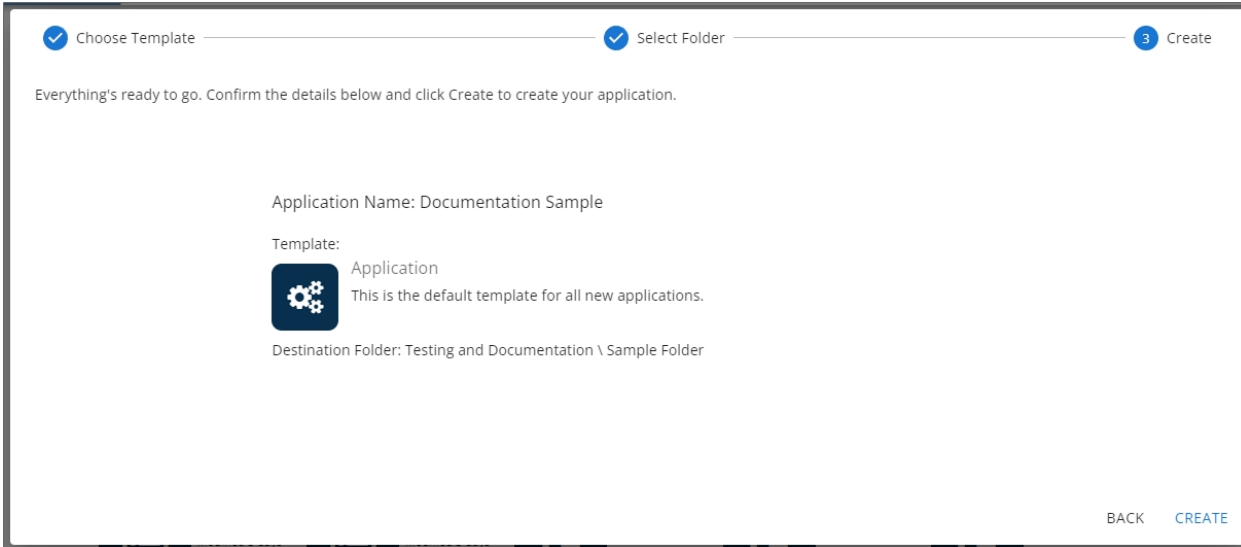 Choose Template
Select Folder
3 Create
Everything's ready to go. Confirm the details below and click Create to create your application.
Application Name: Documentation Sample
Template:
Application
This is the default template for all new applications.
Destination Folder: Testing and Documentation \ Sample Folder
BACK CREATE